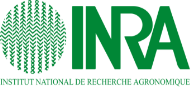 INRA
INSTITUT NATIONAL DE RECHERCHE AGRONOMIQUE